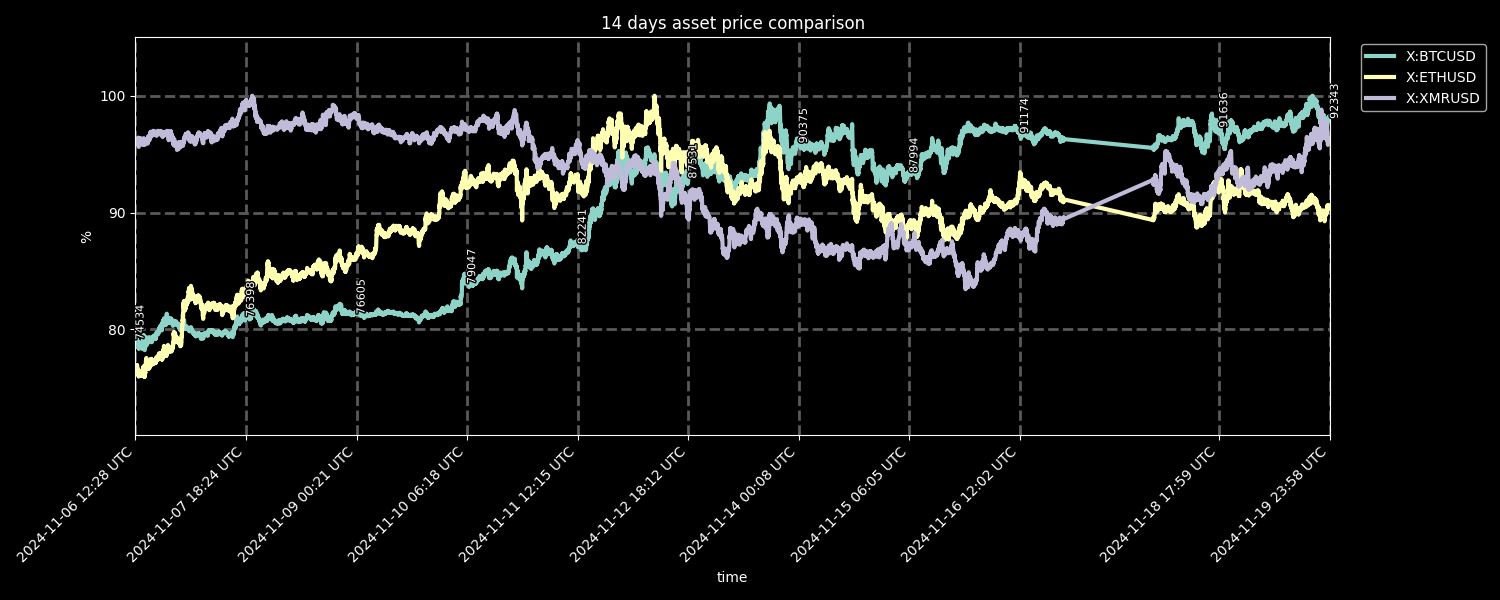 14 days asset price comparison
X:BTCUSD
X:ETHUSD
X:XMRUSD
100
90
80
%
74534
76398
76605
79047
82241
87531
90375
87994
91174
91636
92343
2024-11-06 12:28 UTC
2024-11-07 18:24 UTC
2024-11-09 00:21 UTC
2024-11-10 06:18 UTC
2024-11-11 12:15 UTC
2024-11-12 18:12 UTC
2024-11-14 00:08 UTC
2024-11-15 06:05 UTC
2024-11-16 12:02 UTC
2024-11-18 17:59 UTC
2024-11-19 23:58 UTC
time